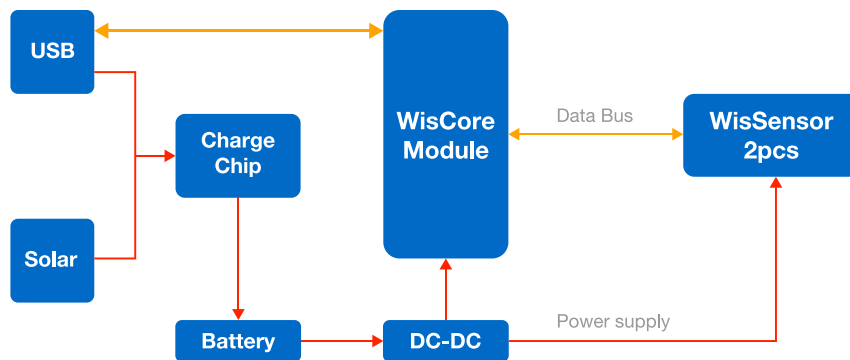 USB
WisCore
Module
Data Bus
WisSensor
2pcs
Charge
Chip
Solar
Battery
DC-DC
Power supply